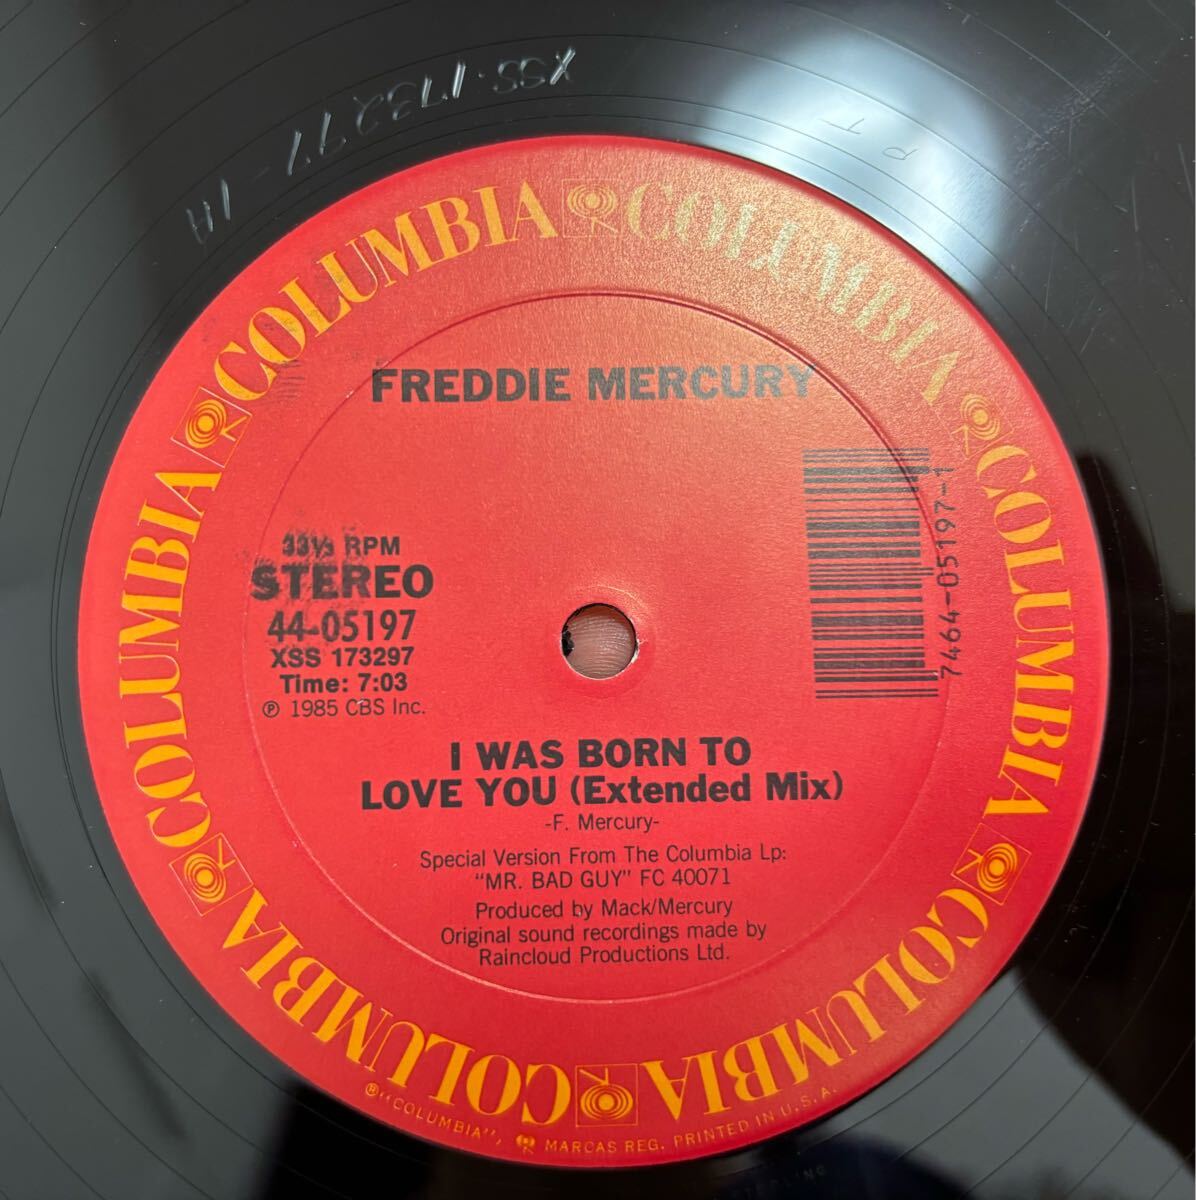 XSS·173297-1A
P T
COLUMBIA COLUMBIA COLUMBIA COLUMBIA COLUMBIA COLUMBIA COLUMBIA
FREDDIE MERCURY
7464-05197-1
33⅓ RPM
STEREO
44-05197
XSS 173297
Time: 7:03
℗ 1985 CBS Inc.
I WAS BORN TO
LOVE YOU (Extended Mix)
-F. Mercury-
Special Version From The Columbia Lp:
"MR. BAD GUY" FC 40071
Produced by Mack/Mercury
Original sound recordings made by
Raincloud Productions Ltd.
®"COLUMBIA", MARCAS REG. PRINTED IN U.S.A.